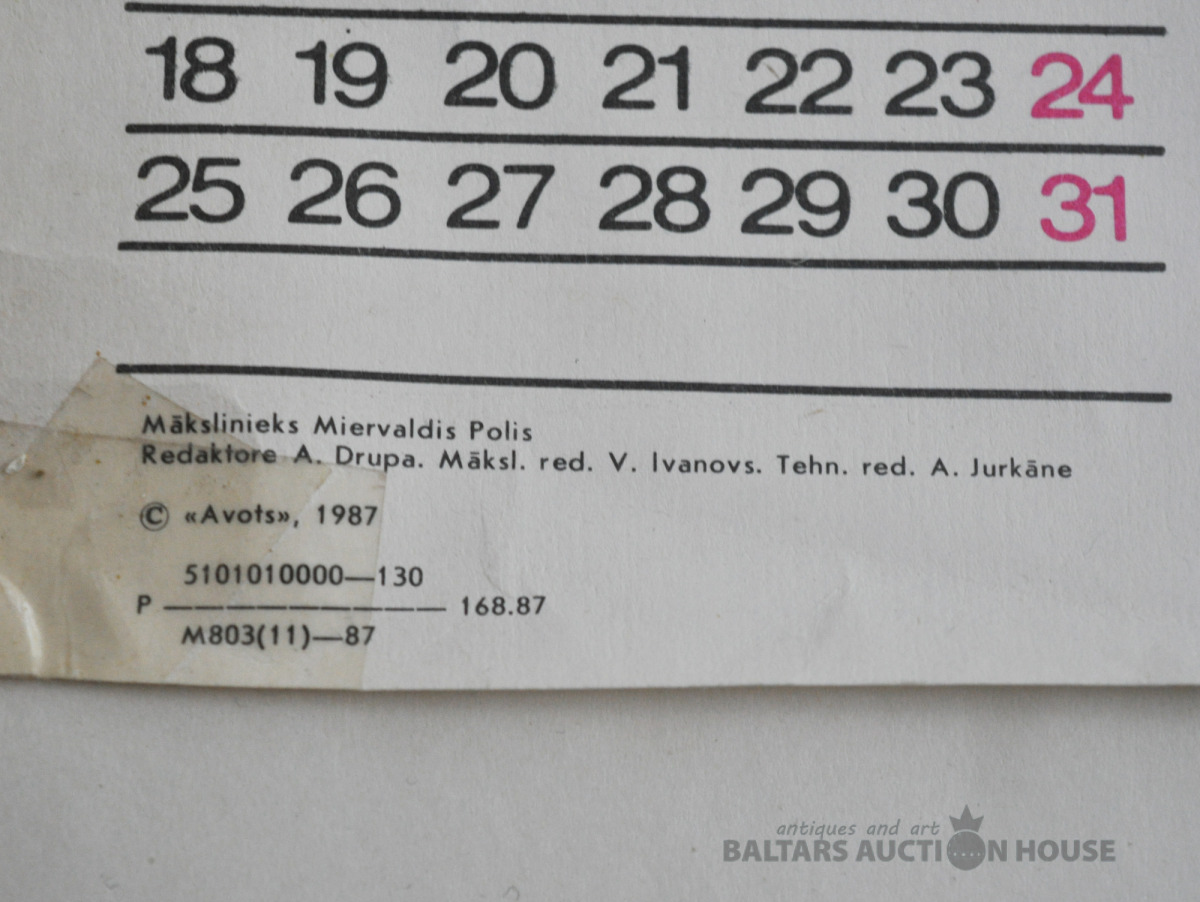 18 19 20 21 22 23 24
25 26 27 28 29 30 31
Mākslinieks Miervaldis Polis
Redaktore A. Drupa. Māksl. red. V. Ivanovs. Tehn. red. A. Jurkāne
© «Avots», 1987
5101010000—130
P —————————— 168.87
M803(11)—87
antiques and art
BALTARS AUCTION HOUSE